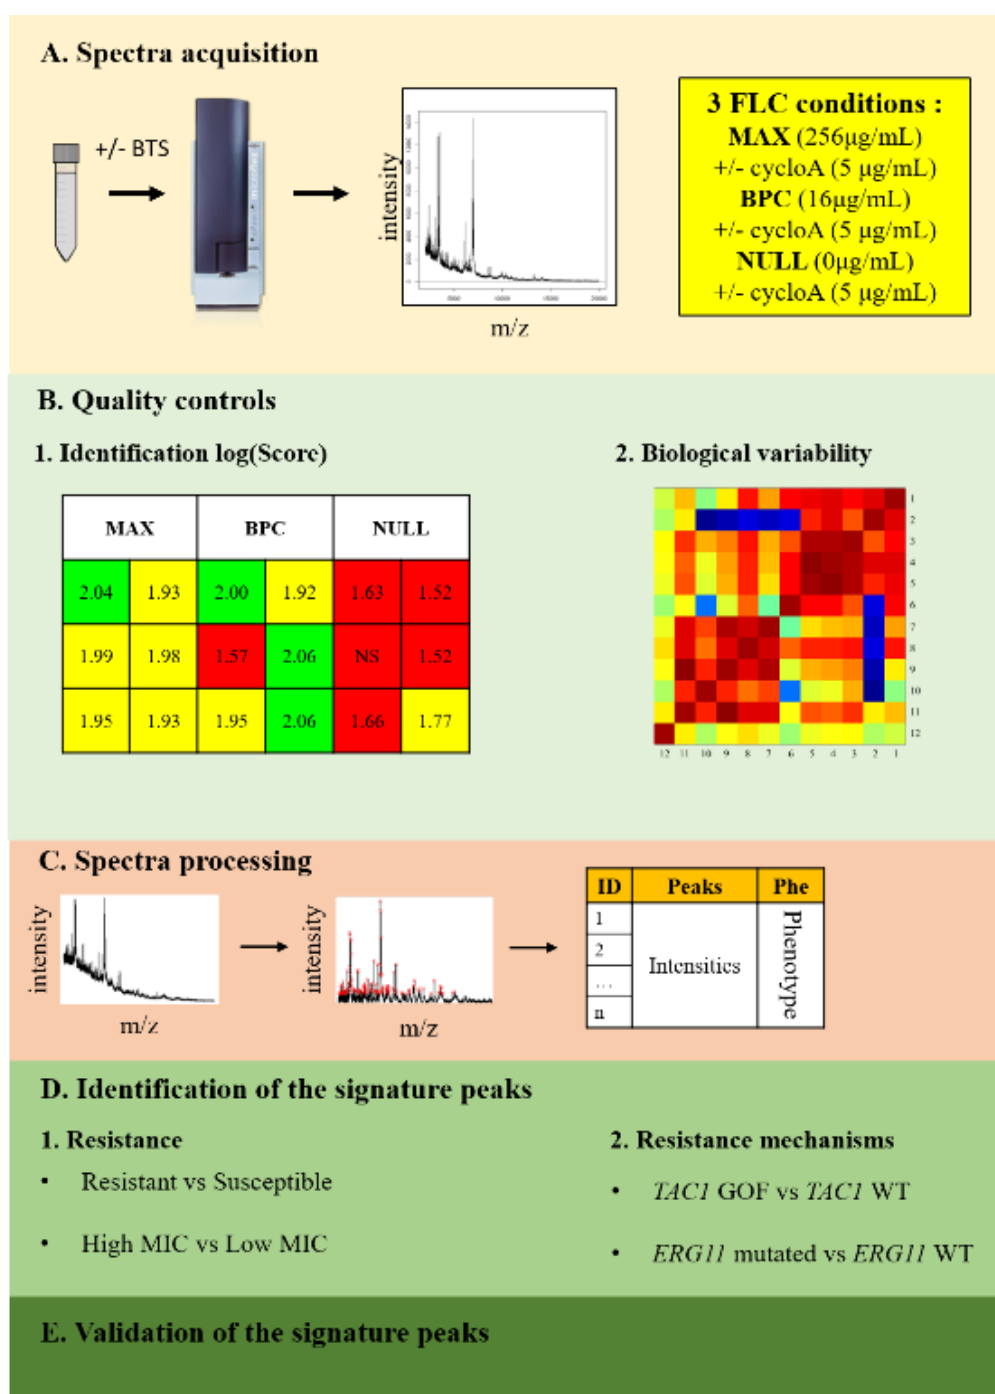 A. Spectra acquisition
+/- BTS
intensity
m/z
3 FLC conditions :
MAX (256µg/mL)
+/- cycloA (5 µg/mL)
BPC (16µg/mL)
+/- cycloA (5 µg/mL)
NULL (0µg/mL)
+/- cycloA (5 µg/mL)
B. Quality controls
1. Identification log(Score)
MAX BPC NULL
2.04 1.93 2.00 1.92 1.63 1.52
1.99 1.98 1.57 2.06 NS 1.52
1.95 1.93 1.95 2.06 1.66 1.77
2. Biological variability
1
2
3
4
5
6
7
8
9
10
11
12
12 11 10 9 8 7 6 5 4 3 2 1
C. Spectra processing
intensity
m/z
intensity
m/z
ID Peaks Phe
1
2
...
n
Intensities
Phenotype
D. Identification of the signature peaks
1. Resistance
• Resistant vs Susceptible
• High MIC vs Low MIC
2. Resistance mechanisms
• TAC1 GOF vs TAC1 WT
• ERG11 mutated vs ERG11 WT
E. Validation of the signature peaks